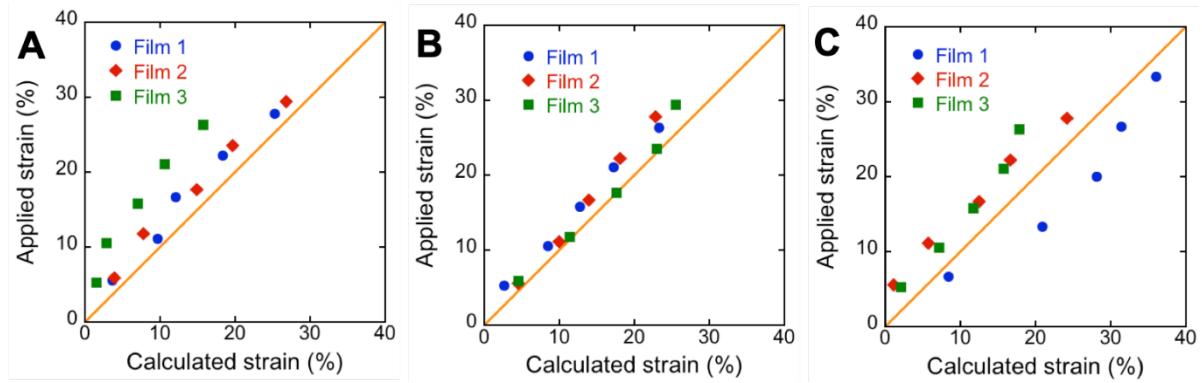 A
Film 1
Film 2
Film 3
Applied strain (%)
40
30
20
10
0
0 10 20 30 40
Calculated strain (%)
B
Film 1
Film 2
Film 3
Applied strain (%)
40
30
20
10
0
0 10 20 30 40
Calculated strain (%)
C
Film 1
Film 2
Film 3
Applied strain (%)
40
30
20
10
0
0 10 20 30 40
Calculated strain (%)